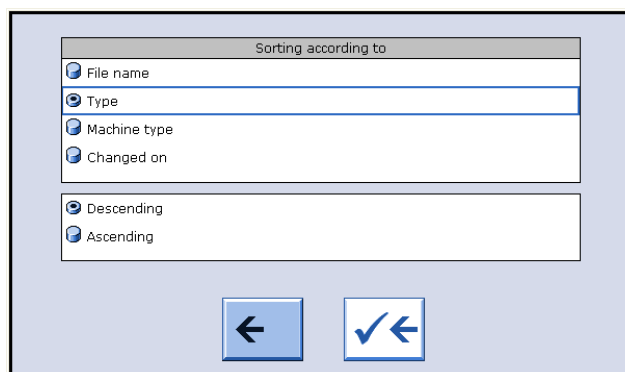 Sorting according to
File name
Type
Machine type
Changed on
Descending
Ascending